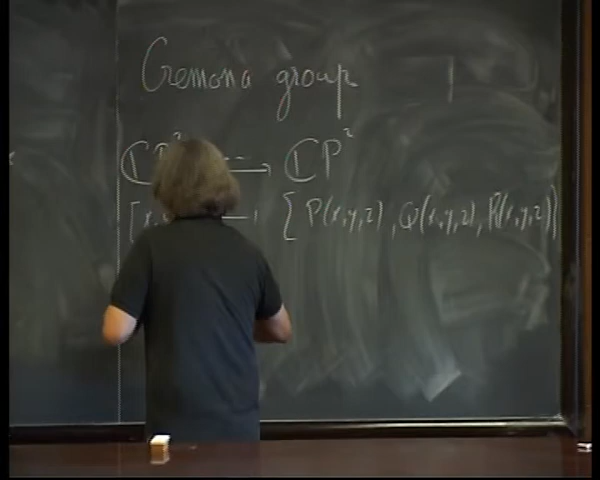 Cremona group
ℂP² ⇢ ℂP²
[x,y ⟼ [P(x,y,z), Q(x,y,z), R(x,y,z)]